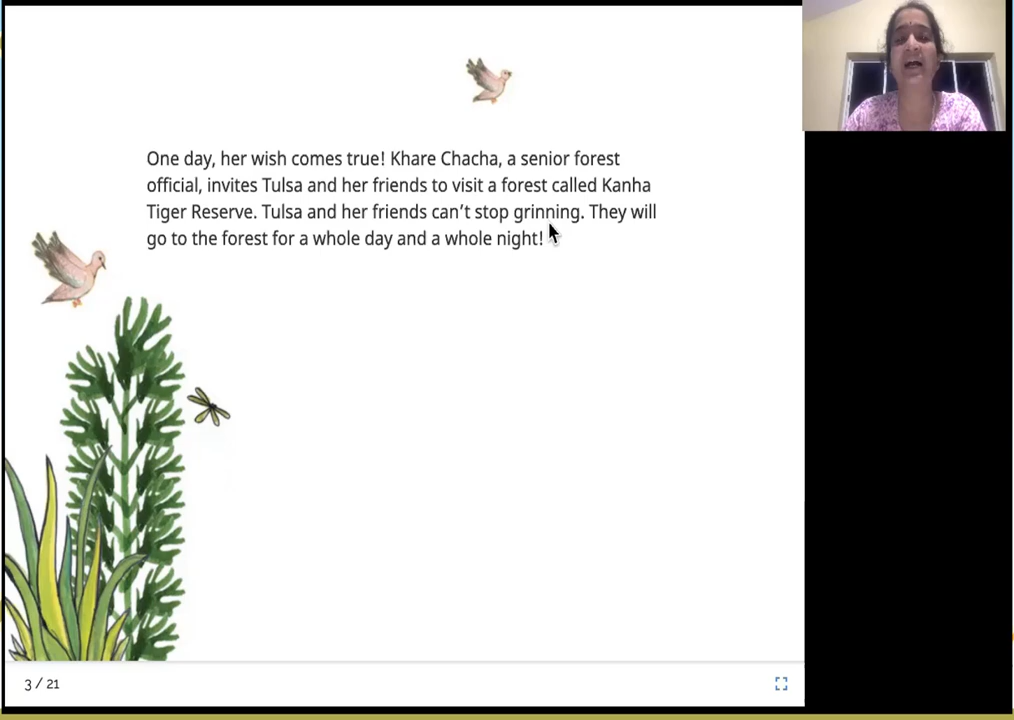 One day, her wish comes true! Khare Chacha, a senior forest
official, invites Tulsa and her friends to visit a forest called Kanha
Tiger Reserve. Tulsa and her friends can’t stop grinning. They will
go to the forest for a whole day and a whole night!
3 / 21